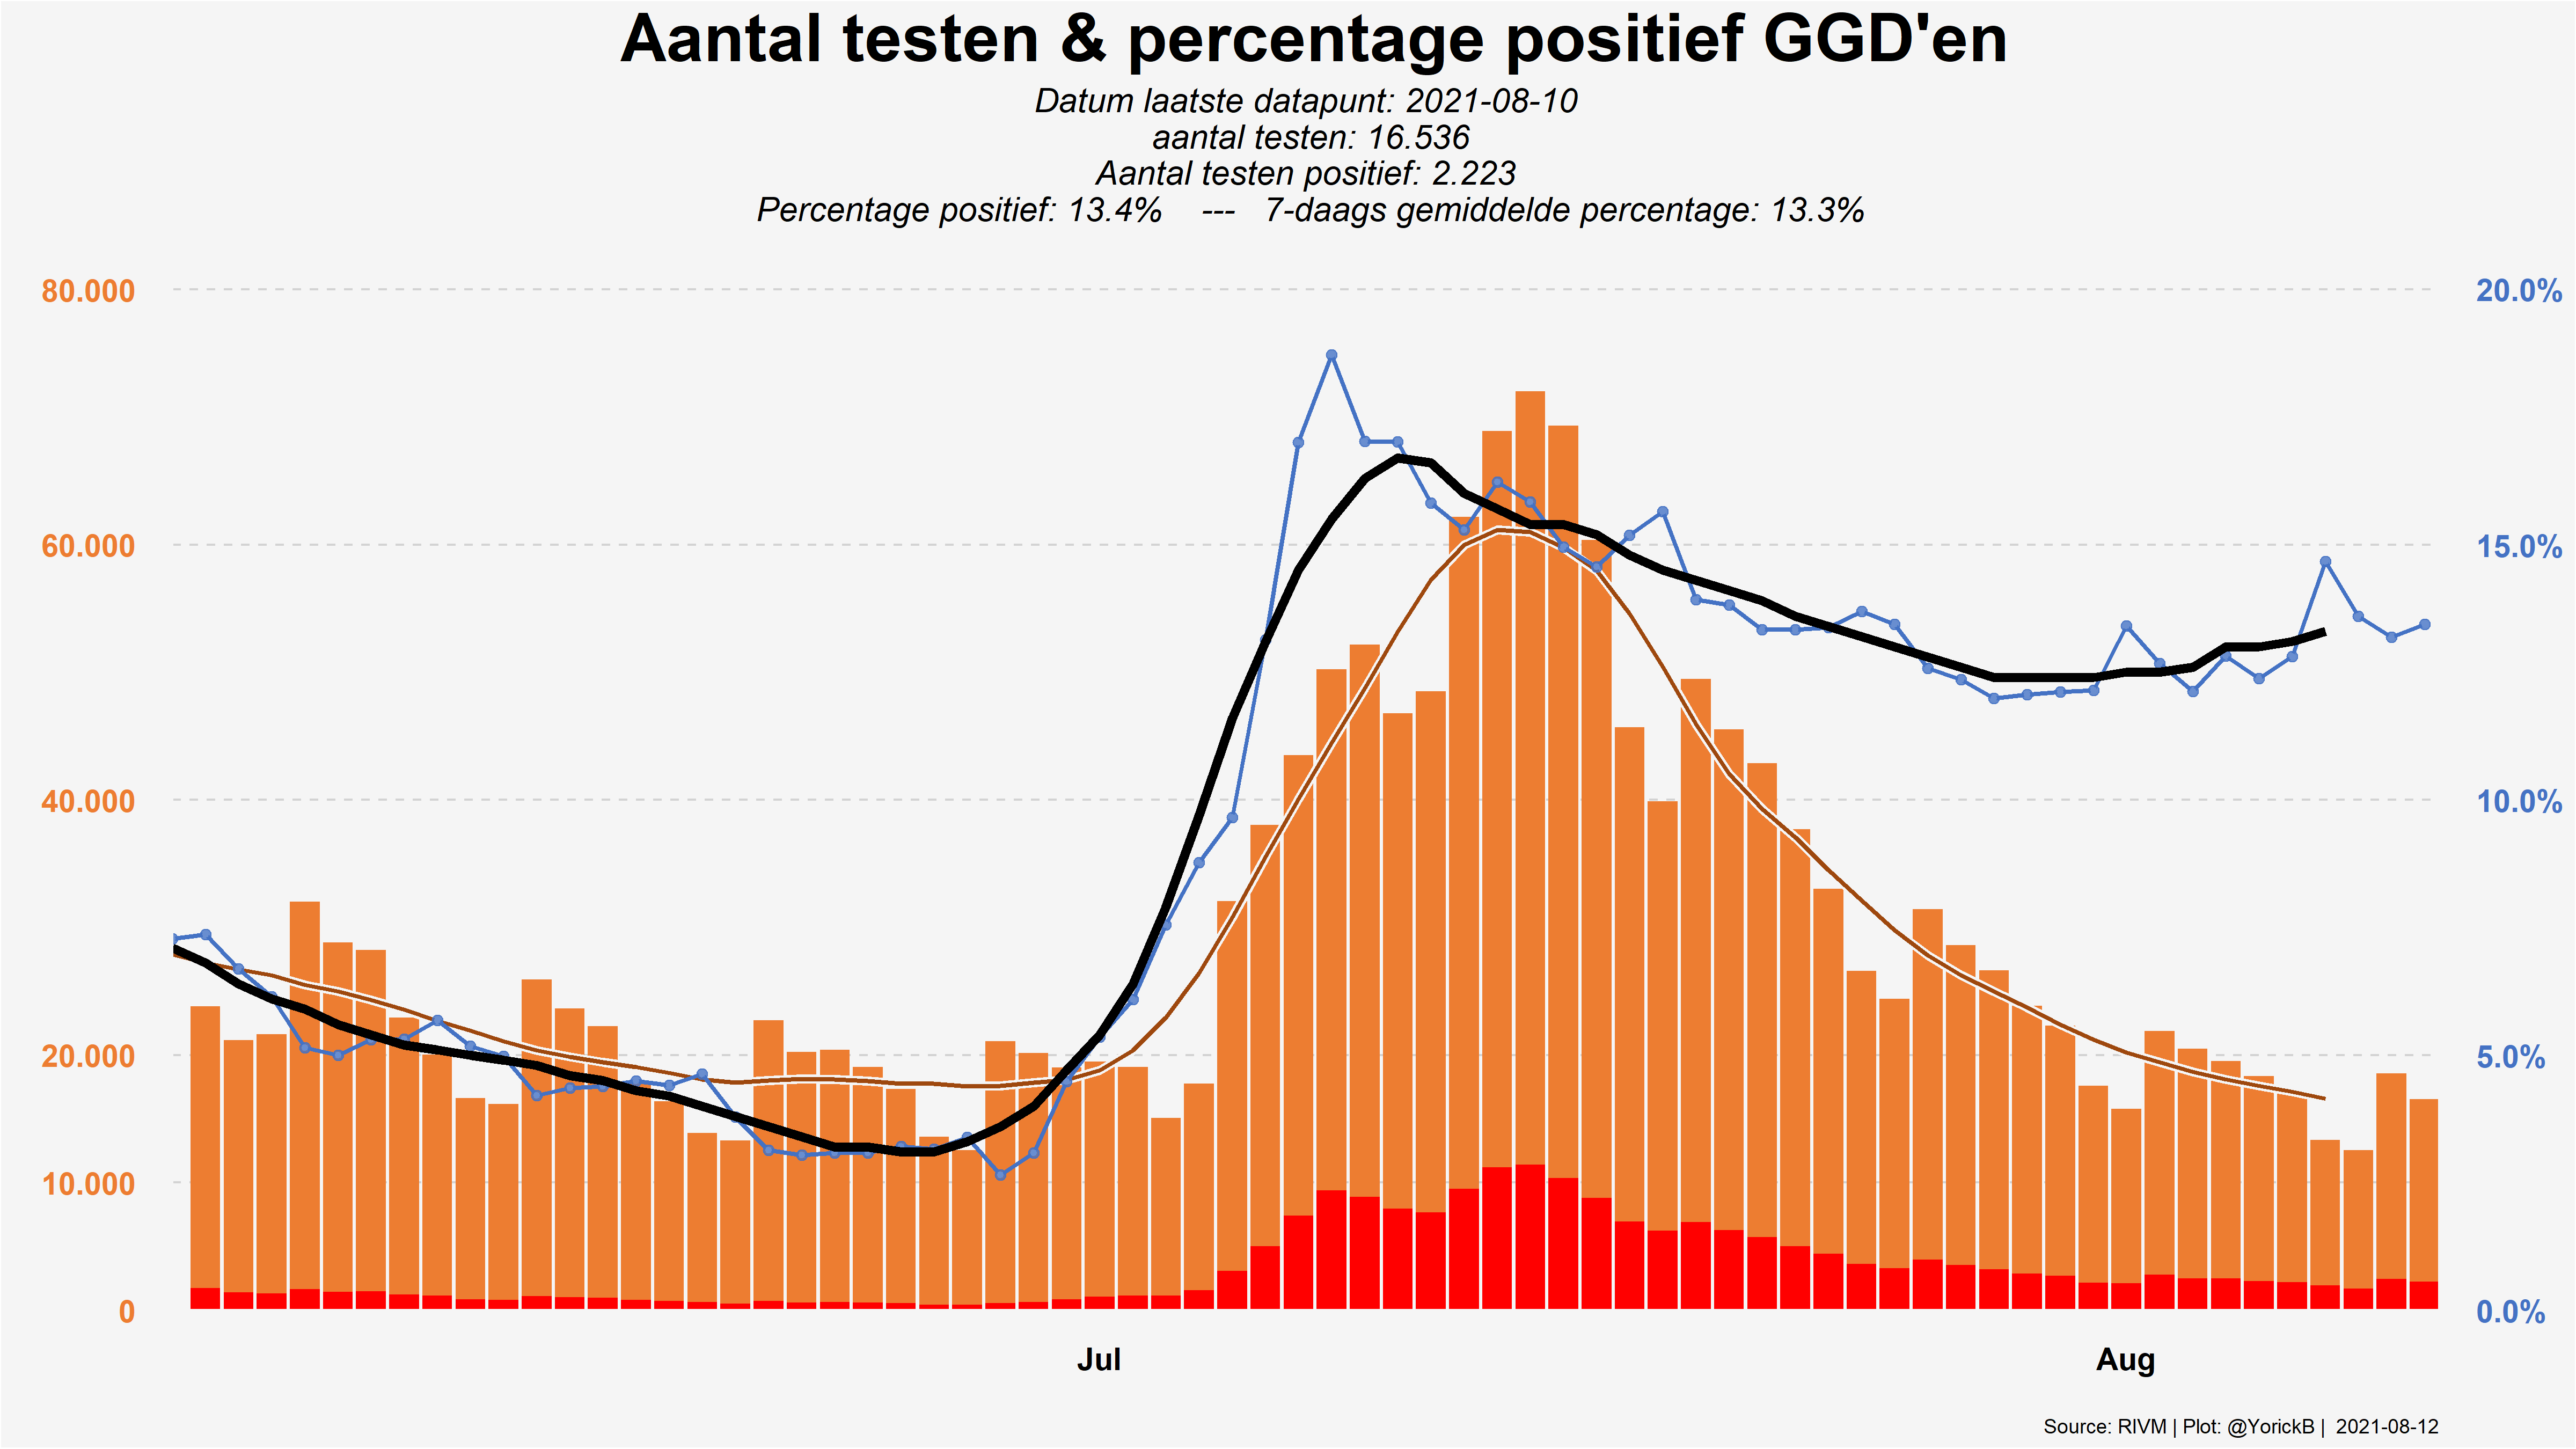 Aantal testen & percentage positief GGD'en
Datum laatste datapunt: 2021-08-10
aantal testen: 16.536
Aantal testen positief: 2.223
Percentage positief: 13.4% --- 7-daags gemiddelde percentage: 13.3%
80.000
20.0%
60.000
15.0%
40.000
10.0%
20.000
5.0%
10.000
0
0.0%
Jul
Aug
Source: RIVM | Plot: @YorickB | 2021-08-12